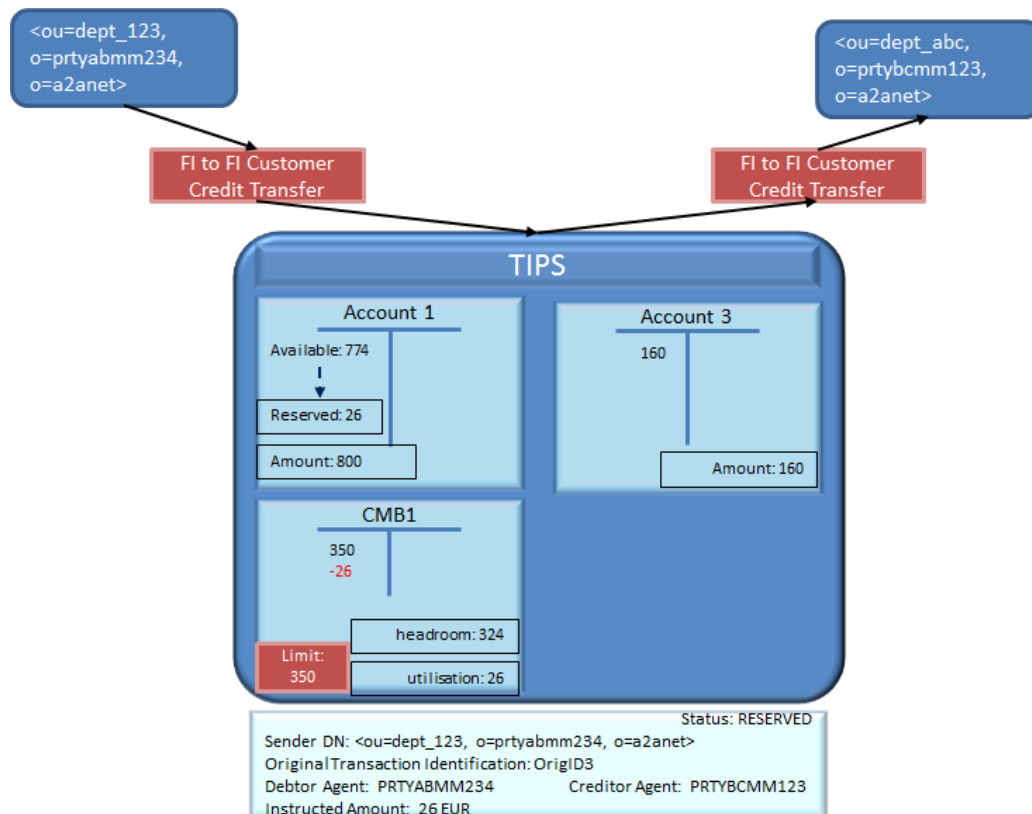 <ou=dept_123,
o=prtyabmm234,
o=a2anet>
<ou=dept_abc,
o=prtybcmm123,
o=a2anet>
FI to FI Customer
Credit Transfer
FI to FI Customer
Credit Transfer
TIPS
Account 1
Available: 774
Reserved: 26
Amount: 800
Account 3
160
Amount: 160
CMB1
350
-26
headroom: 324
Limit:
350
utilisation: 26
Status: RESERVED
Sender DN: <ou=dept_123, o=prtyabmm234, o=a2anet>
Original Transaction Identification: OrigID3
Debtor Agent: PRTYABMM234 Creditor Agent: PRTYBCMM123
Instructed Amount: 26 EUR